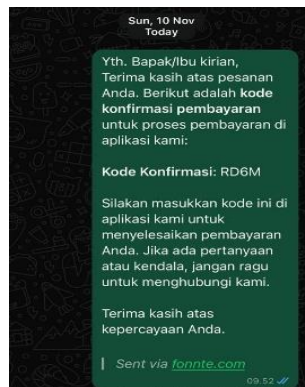 Sun, 10 Nov
Today
Yth. Bapak/Ibu kirian,
Terima kasih atas pesanan
Anda. Berikut adalah kode
konfirmasi pembayaran
untuk proses pembayaran di
aplikasi kami:
Kode Konfirmasi: RD6M
Silakan masukkan kode ini di
aplikasi kami untuk
menyelesaikan pembayaran
Anda. Jika ada pertanyaan
atau kendala, jangan ragu
untuk menghubungi kami.
Terima kasih atas
kepercayaan Anda.
Sent via fonnte.com
09.52